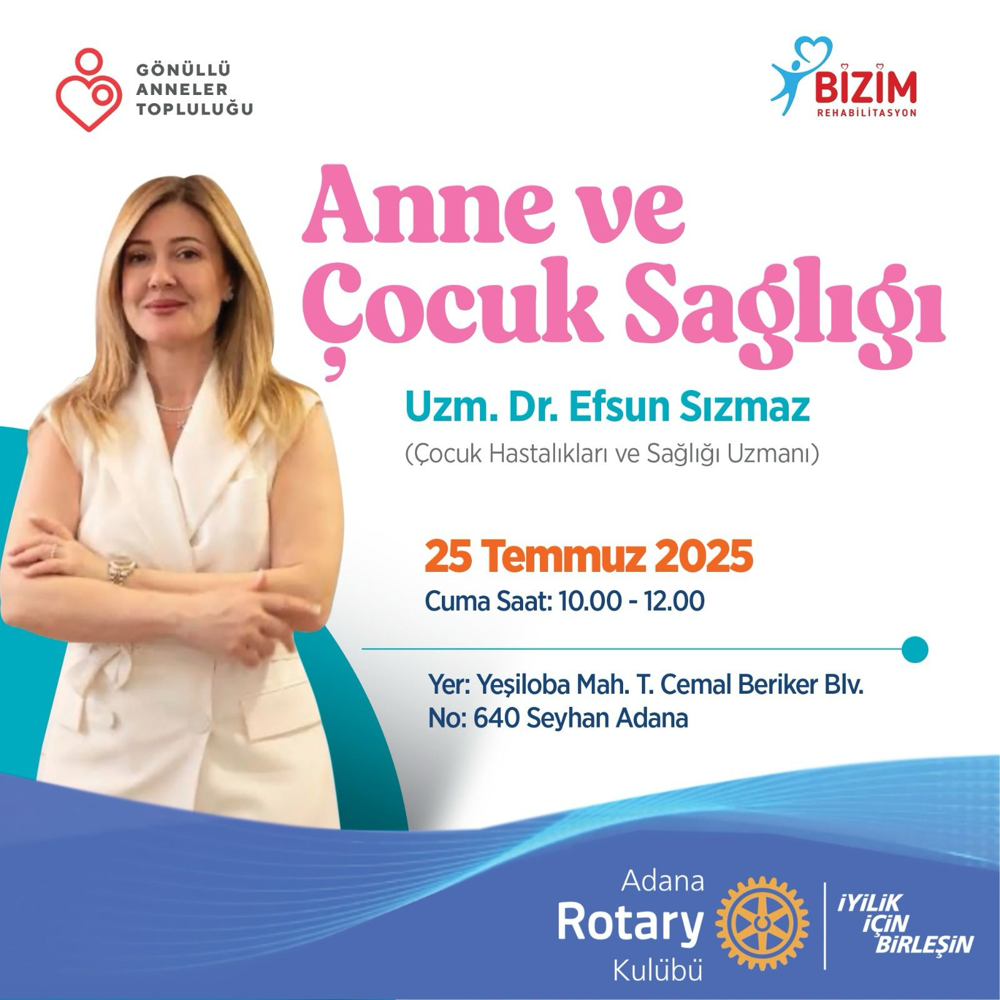 GÖNÜLLÜ
ANNELER
TOPLULUĞU
BİZİM
REHABİLİTASYON
Anne ve
Çocuk Sağlığı
Uzm. Dr. Efsun Sızmaz
(Çocuk Hastalıkları ve Sağlığı Uzmanı)
25 Temmuz 2025
Cuma Saat: 10.00 - 12.00
Yer: Yeşiloba Mah. T. Cemal Beriker Blv.
No: 640 Seyhan Adana
Adana
Rotary
Kulübü
İYİLİK
İÇİN
BİRLEŞİN